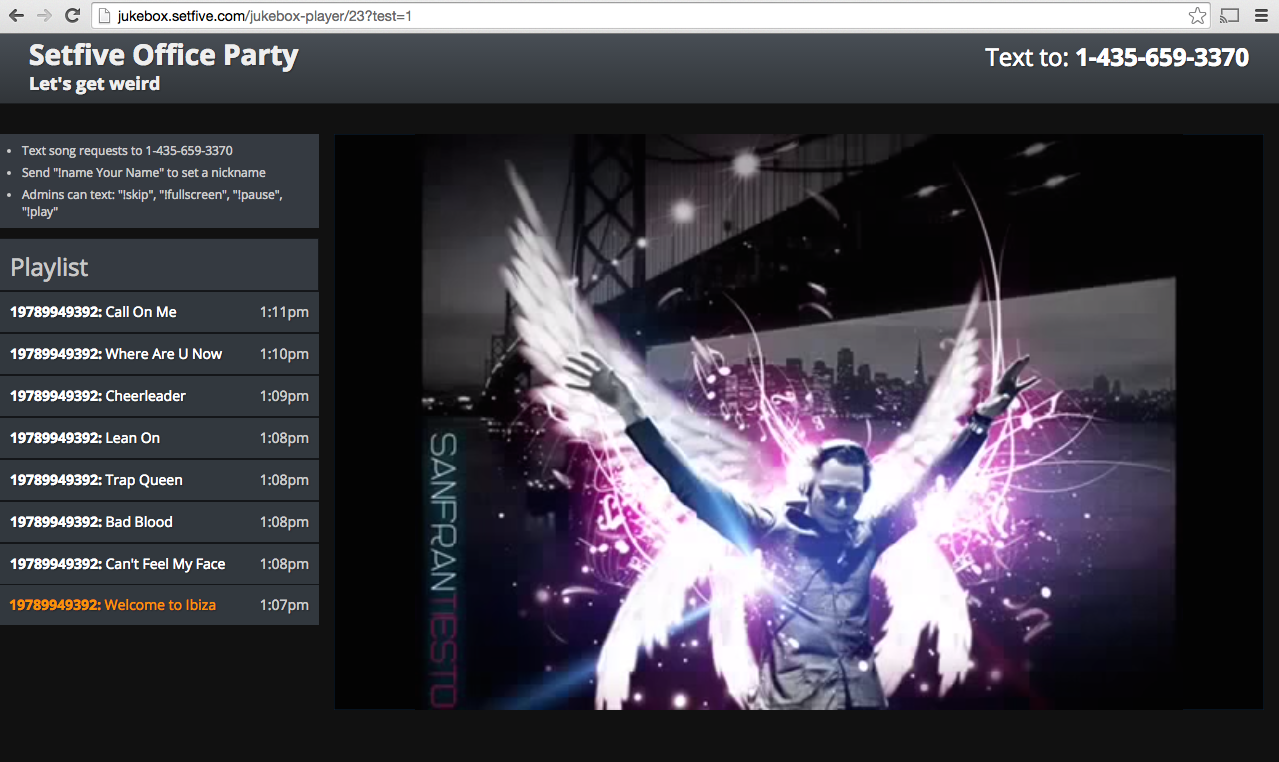 jukebox.setfive.com/jukebox-player/23?test=1
Setfive Office Party
Let's get weird
Text to: 1-435-659-3370
Text song requests to 1-435-659-3370
Send "!name Your Name" to set a nickname
Admins can text: "!skip", "!fullscreen", "!pause",
"!play"
Playlist
19789949392: Call On Me 1:11pm
19789949392: Where Are U Now 1:10pm
19789949392: Cheerleader 1:09pm
19789949392: Lean On 1:08pm
19789949392: Trap Queen 1:08pm
19789949392: Bad Blood 1:08pm
19789949392: Can't Feel My Face 1:08pm
19789949392: Welcome to Ibiza 1:07pm
SANFRANTIESTO